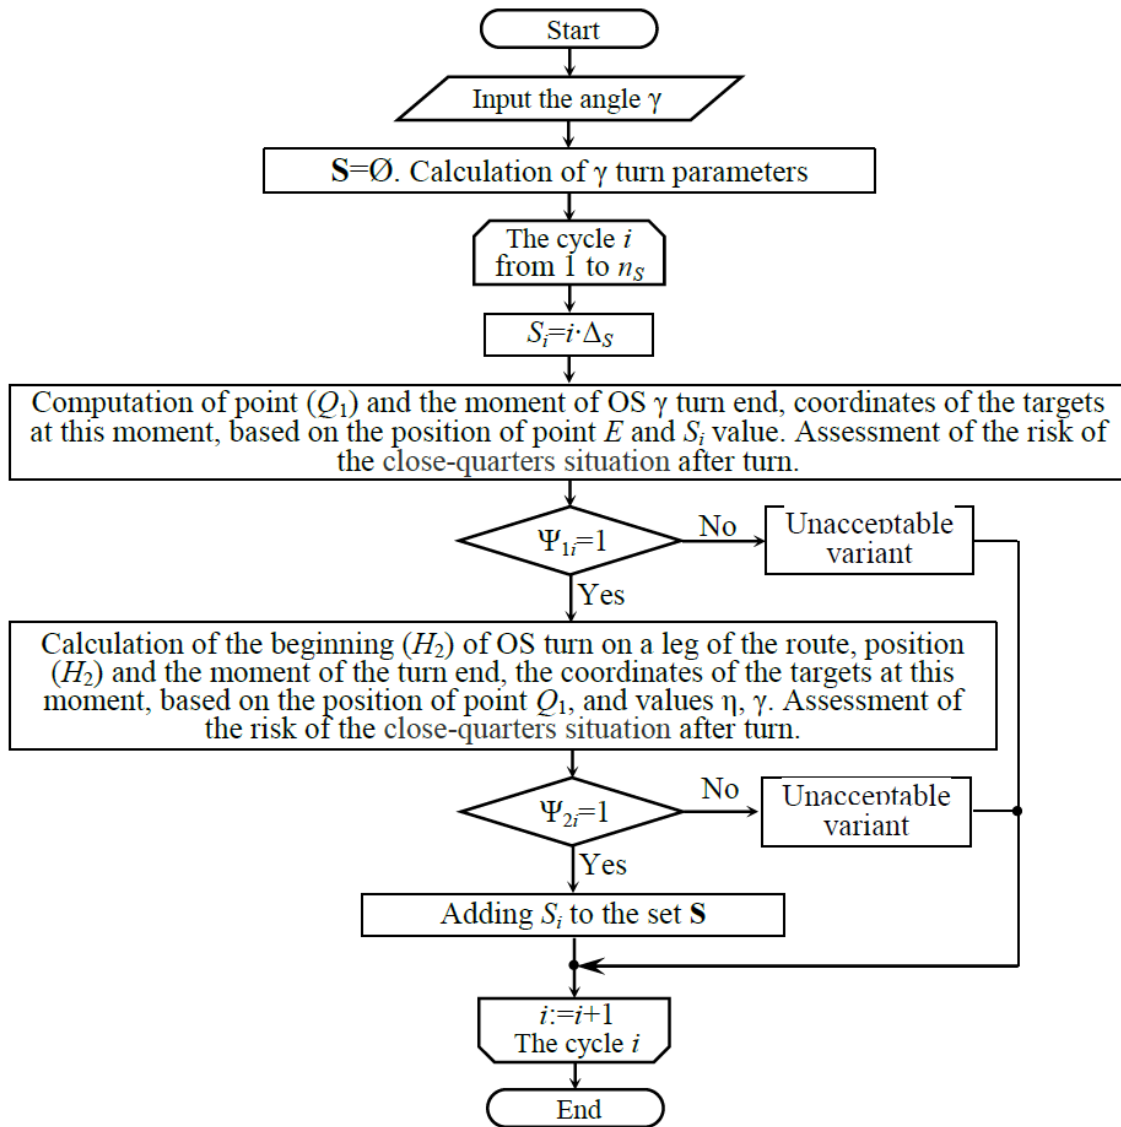 Start
Input the angle γ
S=Ø. Calculation of γ turn parameters
The cycle i
from 1 to nS
Si=i·ΔS
Computation of point (Q1) and the moment of OS γ turn end, coordinates of the targets
at this moment, based on the position of point E and Si value. Assessment of the risk of
the close-quarters situation after turn.
Ψ1i=1
No
Unacceptable
variant
Yes
Calculation of the beginning (H2) of OS turn on a leg of the route, position
(H2) and the moment of the turn end, the coordinates of the targets at this
moment, based on the position of point Q1, and values η, γ. Assessment of
the risk of the close-quarters situation after turn.
Ψ2i=1
No
Unacceptable
variant
Yes
Adding Si to the set S
i:=i+1
The cycle i
End